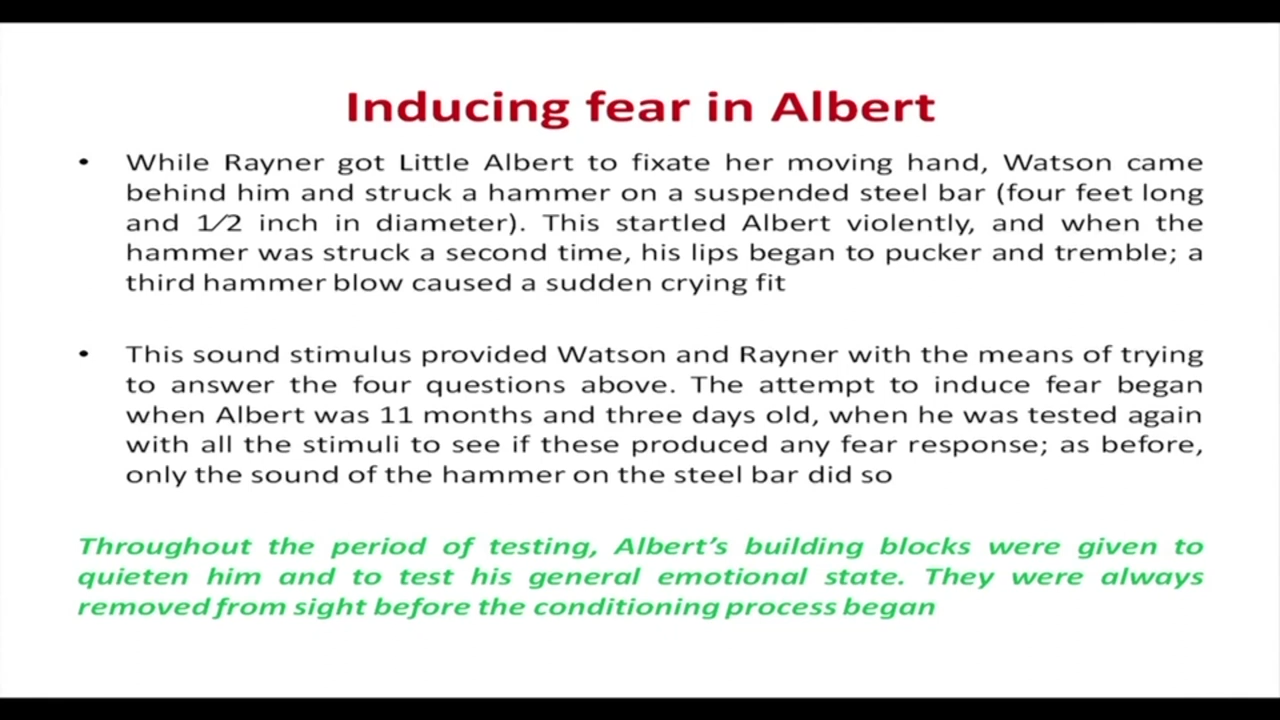 Inducing fear in Albert
• While Rayner got Little Albert to fixate her moving hand, Watson came
behind him and struck a hammer on a suspended steel bar (four feet long
and 1⁄2 inch in diameter). This startled Albert violently, and when the
hammer was struck a second time, his lips began to pucker and tremble; a
third hammer blow caused a sudden crying fit
• This sound stimulus provided Watson and Rayner with the means of trying
to answer the four questions above. The attempt to induce fear began
when Albert was 11 months and three days old, when he was tested again
with all the stimuli to see if these produced any fear response; as before,
only the sound of the hammer on the steel bar did so
Throughout the period of testing, Albert’s building blocks were given to
quieten him and to test his general emotional state. They were always
removed from sight before the conditioning process began